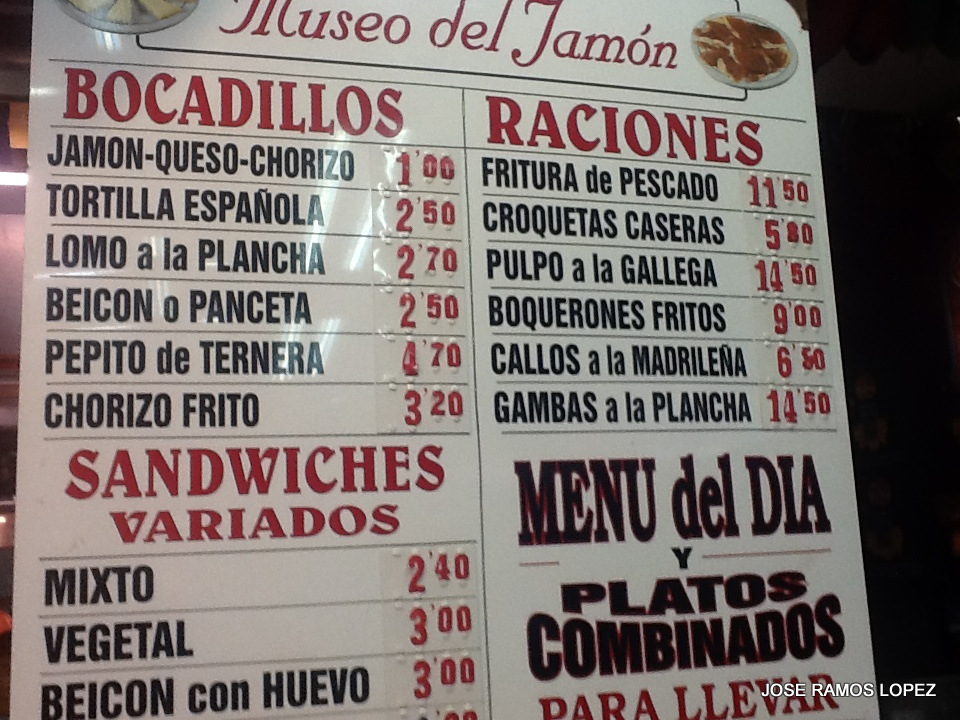 Museo del Jamón
BOCADILLOS
JAMON-QUESO-CHORIZO 1'00
TORTILLA ESPAÑOLA 2'50
LOMO a la PLANCHA 2'70
BEICON o PANCETA 2'50
PEPITO de TERNERA 4'70
CHORIZO FRITO 3'20
SANDWICHES
VARIADOS
MIXTO 2'40
VEGETAL 3'00
BEICON con HUEVO 3'00
RACIONES
FRITURA de PESCADO 11'50
CROQUETAS CASERAS 5'80
PULPO a la GALLEGA 14'50
BOQUERONES FRITOS 9'00
CALLOS a la MADRILEÑA
GAMBAS a la PLANCHA 14'50
MENU del DIA
Y
PLATOS
COMBINADOS
PARA LLEVAR
JOSE RAMOS LOPEZ